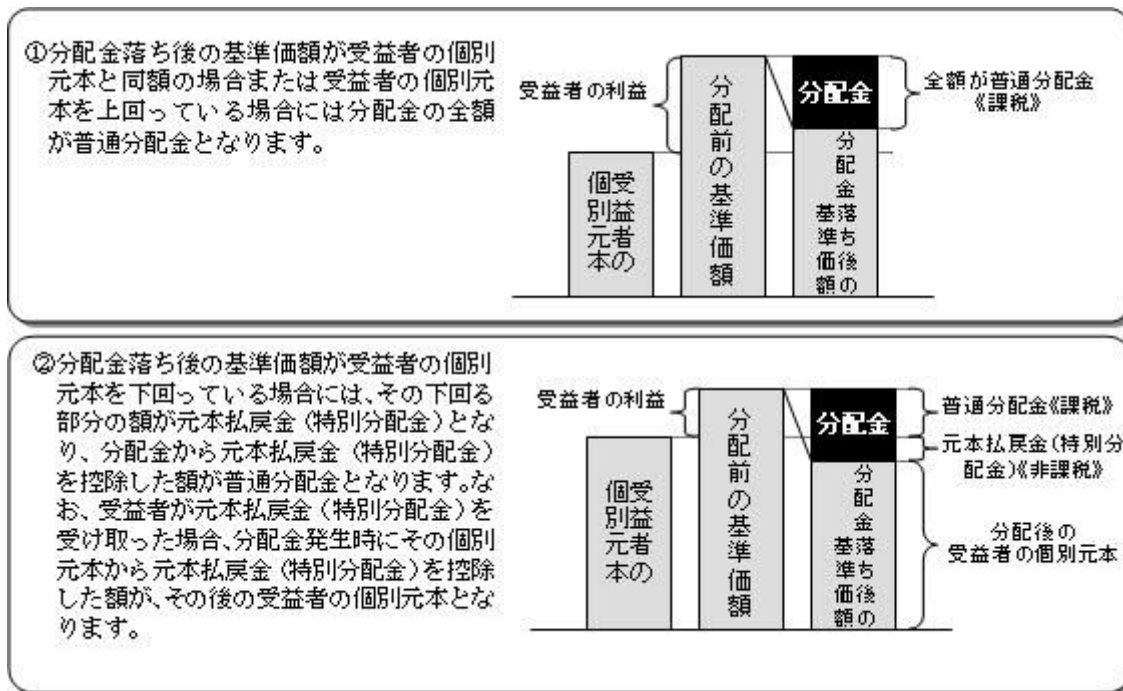 ①分配金落ち後の基準価額が受益者の個別
元本と同額の場合または受益者の個別元
本を上回っている場合には分配金の全額
が普通分配金となります。
受益者の利益
受益者の
個別元本
分配前の基準価額
分配金
分配金落ち後の
基準価額
全額が普通分配金
《課税》
②分配金落ち後の基準価額が受益者の個別
元本を下回っている場合には、その下回る
部分の額が元本払戻金(特別分配金)とな
り、分配金から元本払戻金(特別分配金)
を控除した額が普通分配金となります。な
お、受益者が元本払戻金(特別分配金)を
受け取った場合、分配金発生時にその個別
元本から元本払戻金(特別分配金)を控除
した額が、その後の受益者の個別元本とな
ります。
受益者の利益
受益者の
個別元本
分配前の基準価額
分配金
分配金落ち後の
基準価額
普通分配金《課税》
元本払戻金(特別分
配金)《非課税》
分配後の
受益者の個別元本